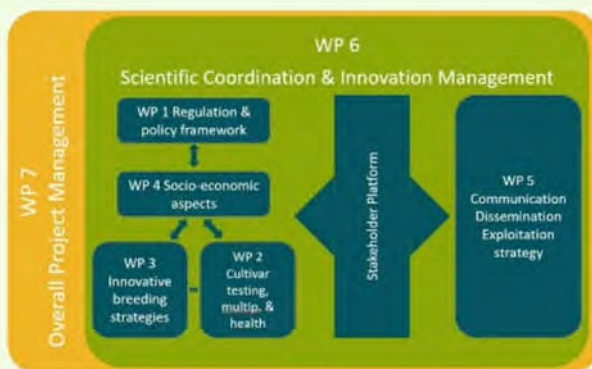 WP 7
Overall Project Management
WP 6
Scientific Coordination & Innovation Management
WP 1 Regulation &
policy framework
WP 4 Socio-economic
aspects
WP 3
Innovative
breeding
strategies
WP 2
Cultivar
testing,
multip. &
health
Stakeholder Platform
WP 5
Communication
Dissemination
Exploitation
strategy